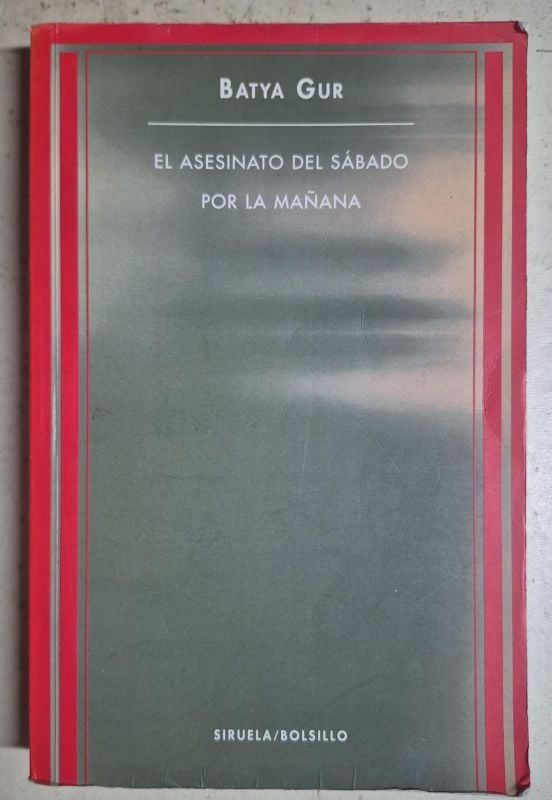 BATYA GUR
EL ASESINATO DEL SÁBADO
POR LA MAÑANA
SIRUELA/BOLSILLO